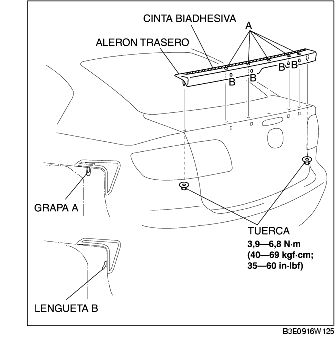 CINTA BIADHESIVA
A
ALERON TRASERO
B
B
B
B
GRAPA A
TUERCA
3,9—6,8 N·m
(40—69 kgf·cm;
35—60 in·lbf)
LENGUETA B
B3E0916W125